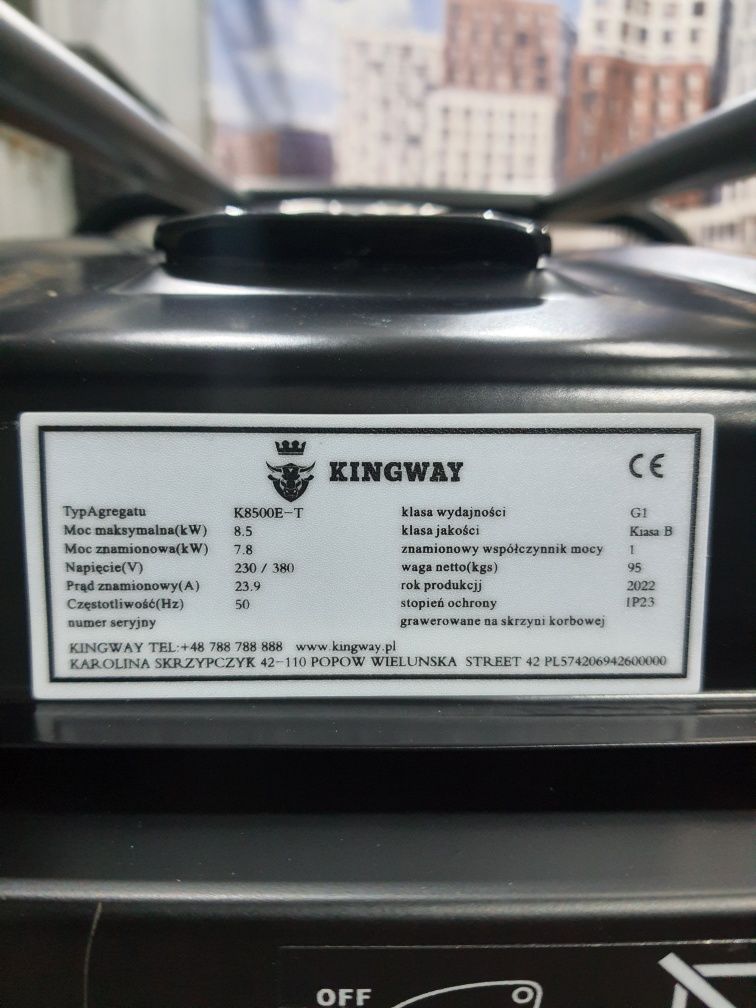 KINGWAY
CE
TypAgregatu K8500E-T klasa wydajności G1
Moc maksymalna(kW) 8.5 klasa jakości Kiasa B
Moc znamionowa(kW) 7.8 znamionowy współczynnik mocy 1
Napięcie(V) 230 / 380 waga netto(kgs) 95
Prąd znamionowy(A) 23.9 rok produkcjj 2022
Częstotliwość(Hz) 50 stopień ochrony IP23
numer seryjny grawerowane na skrzyni korbowej
KINGWAY TEL:+48 788 788 888 www.kingway.pl
KAROLINA SKRZYPCZYK 42-110 POPOW WIELUNSKA STREET 42 PL574206942600000
OFF